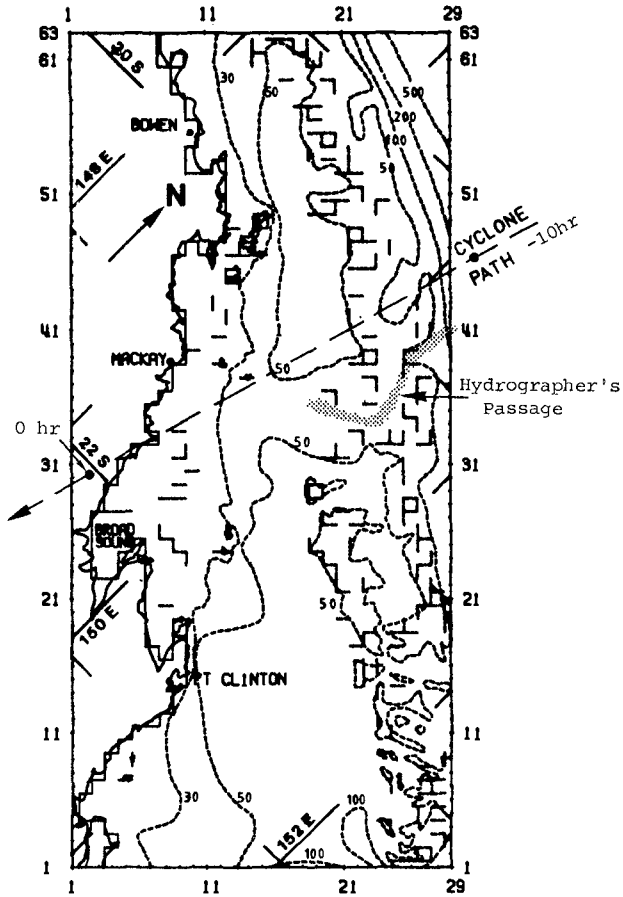 1 11 21 29
63 63
61 61
20 S
30
50
500
200
100
50
BOWEN
148 E
51 51
N
CYCLONE
PATH -10hr
41 41
MACKAY
50
Hydrographer's
Passage
0 hr
22 S
50
31 31
BROAD
SOUND
21 21
50
150 E
PT CLINTON
11 11
30 50
100
152 E
100
1 1
1 11 21 29